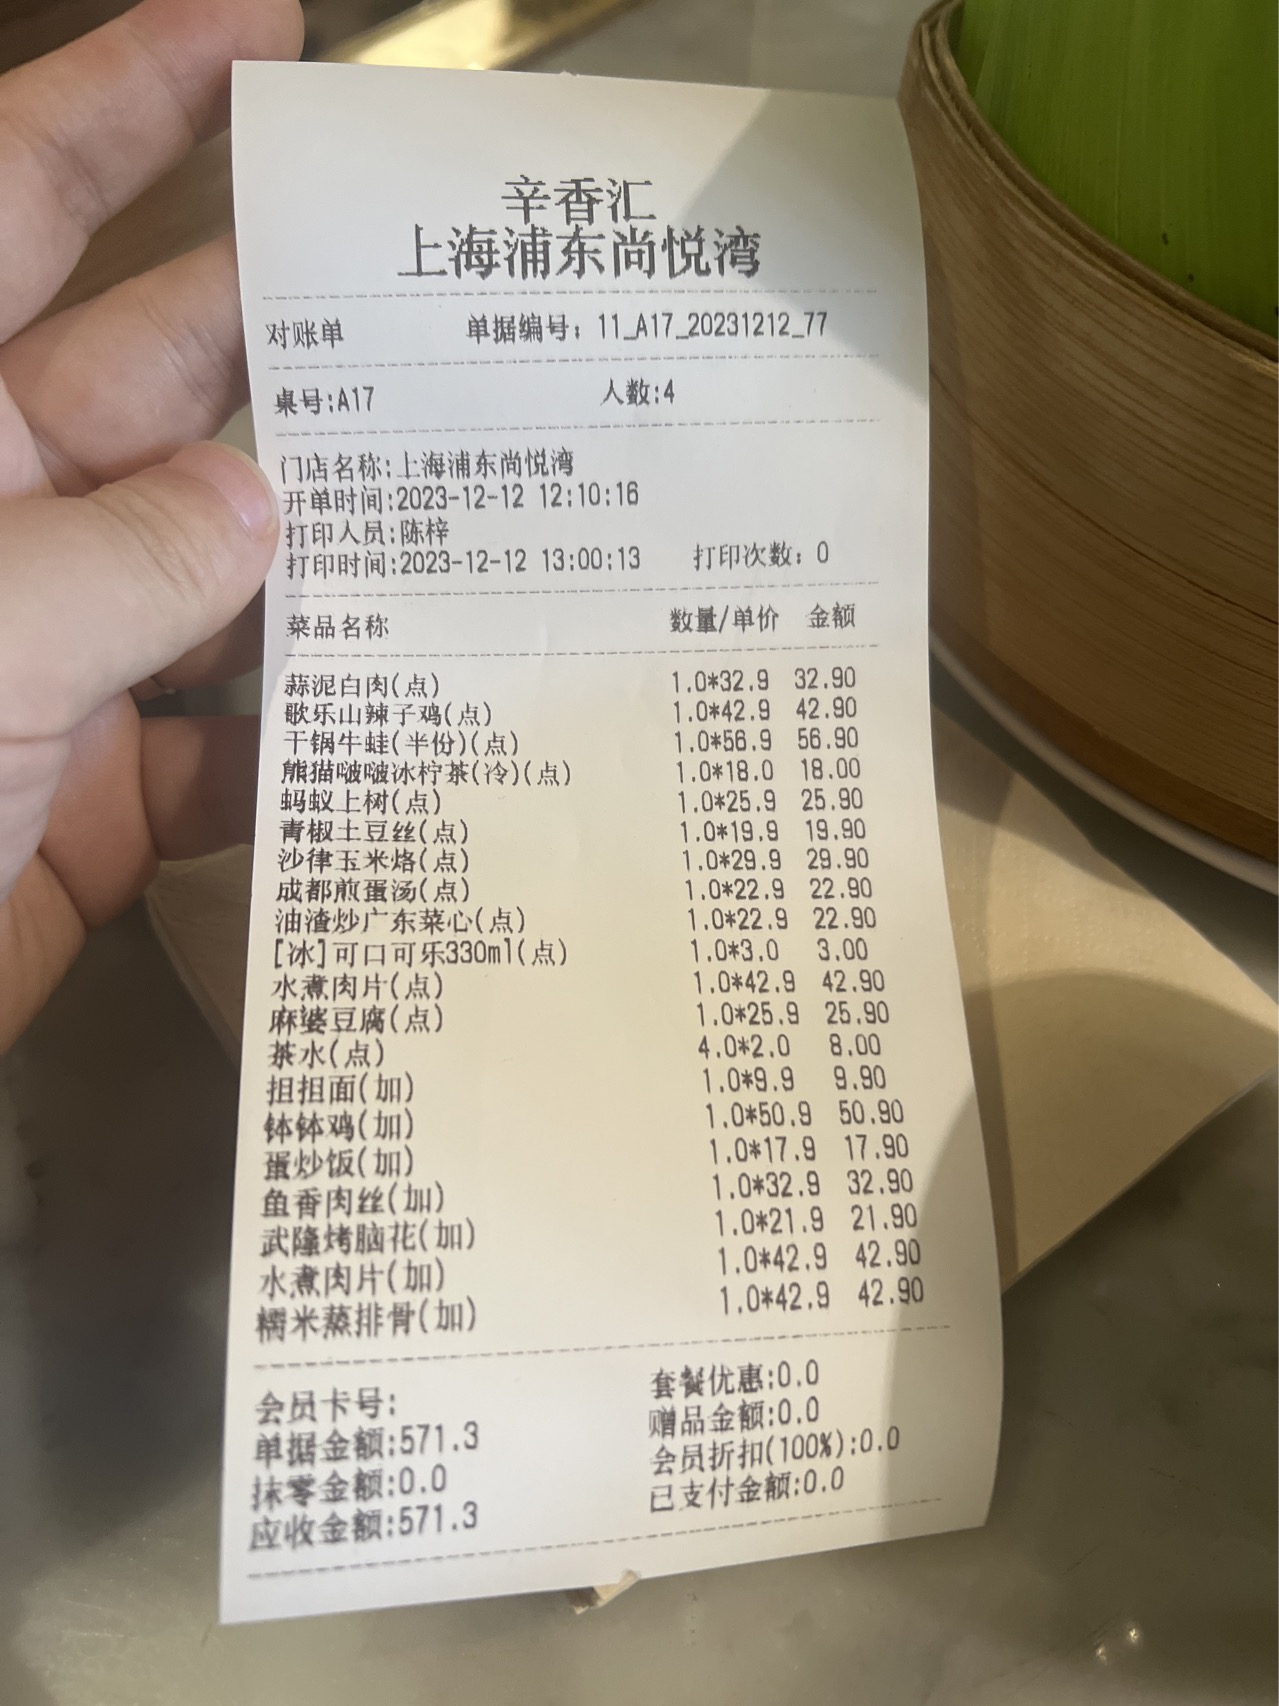 辛香汇
上海浦东尚悦湾
对账单 单据编号：11_A17_20231212_77
桌号:A17 人数:4
门店名称:上海浦东尚悦湾
开单时间:2023-12-12 12:10:16
打印人员:陈梓
打印时间:2023-12-12 13:00:13 打印次数：0
菜品名称 数量/单价 金额
蒜泥白肉(点) 1.0*32.9 32.90
歌乐山辣子鸡(点) 1.0*42.9 42.90
干锅牛蛙(半份)(点) 1.0*56.9 56.90
熊猫啵啵冰柠茶(冷)(点) 1.0*18.0 18.00
蚂蚁上树(点) 1.0*25.9 25.90
青椒土豆丝(点) 1.0*19.9 19.90
沙律玉米烙(点) 1.0*29.9 29.90
成都煎蛋汤(点) 1.0*22.9 22.90
油渣炒广东菜心(点) 1.0*22.9 22.90
[冰]可口可乐330ml(点) 1.0*3.0 3.00
水煮肉片(点) 1.0*42.9 42.90
麻婆豆腐(点) 1.0*25.9 25.90
茶水(点) 4.0*2.0 8.00
担担面(加) 1.0*9.9 9.90
钵钵鸡(加) 1.0*50.9 50.90
蛋炒饭(加) 1.0*17.9 17.90
鱼香肉丝(加) 1.0*32.9 32.90
武隆烤脑花(加) 1.0*21.9 21.90
水煮肉片(加) 1.0*42.9 42.90
糯米蒸排骨(加) 1.0*42.9 42.90
会员卡号: 套餐优惠:0.0
单据金额:571.3 赠品金额:0.0
抹零金额:0.0 会员折扣(100%):0.0
应收金额:571.3 已支付金额:0.0